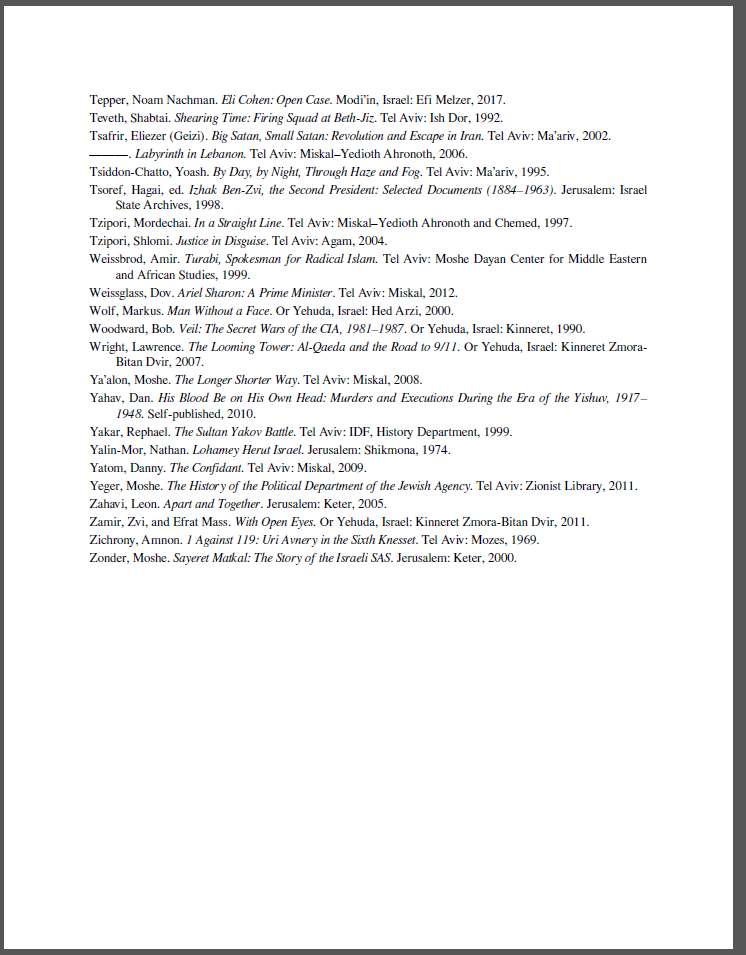 Tepper, Noam Nachman. Eli Cohen: Open Case. Modi'in, Israel: Efi Melzer, 2017.
Teveth, Shabtai. Shearing Time: Firing Squad at Beth-Jiz. Tel Aviv: Ish Dor, 1992.
Tsafrir, Eliezer (Geizi). Big Satan, Small Satan: Revolution and Escape in Iran. Tel Aviv: Ma'ariv, 2002.
———. Labyrinth in Lebanon. Tel Aviv: Miskal–Yedioth Ahronoth, 2006.
Tsiddon-Chatto, Yoash. By Day, by Night, Through Haze and Fog. Tel Aviv: Ma'ariv, 1995.
Tsoref, Hagai, ed. Izhak Ben-Zvi, the Second President: Selected Documents (1884–1963). Jerusalem: Israel
State Archives, 1998.
Tzipori, Mordechai. In a Straight Line. Tel Aviv: Miskal–Yedioth Ahronoth and Chemed, 1997.
Tzipori, Shlomi. Justice in Disguise. Tel Aviv: Agam, 2004.
Weissbrod, Amir. Turabi, Spokesman for Radical Islam. Tel Aviv: Moshe Dayan Center for Middle Eastern
and African Studies, 1999.
Weissglass, Dov. Ariel Sharon: A Prime Minister. Tel Aviv: Miskal, 2012.
Wolf, Markus. Man Without a Face. Or Yehuda, Israel: Hed Arzi, 2000.
Woodward, Bob. Veil: The Secret Wars of the CIA, 1981–1987. Or Yehuda, Israel: Kinneret, 1990.
Wright, Lawrence. The Looming Tower: Al-Qaeda and the Road to 9/11. Or Yehuda, Israel: Kinneret Zmora-
Bitan Dvir, 2007.
Ya'alon, Moshe. The Longer Shorter Way. Tel Aviv: Miskal, 2008.
Yahav, Dan. His Blood Be on His Own Head: Murders and Executions During the Era of the Yishuv, 1917–
1948. Self-published, 2010.
Yakar, Rephael. The Sultan Yakov Battle. Tel Aviv: IDF, History Department, 1999.
Yalin-Mor, Nathan. Lohamey Herut Israel. Jerusalem: Shikmona, 1974.
Yatom, Danny. The Confidant. Tel Aviv: Miskal, 2009.
Yeger, Moshe. The History of the Political Department of the Jewish Agency. Tel Aviv: Zionist Library, 2011.
Zahavi, Leon. Apart and Together. Jerusalem: Keter, 2005.
Zamir, Zvi, and Efrat Mass. With Open Eyes. Or Yehuda, Israel: Kinneret Zmora-Bitan Dvir, 2011.
Zichrony, Amnon. 1 Against 119: Uri Avnery in the Sixth Knesset. Tel Aviv: Mozes, 1969.
Zonder, Moshe. Sayeret Matkal: The Story of the Israeli SAS. Jerusalem: Keter, 2000.